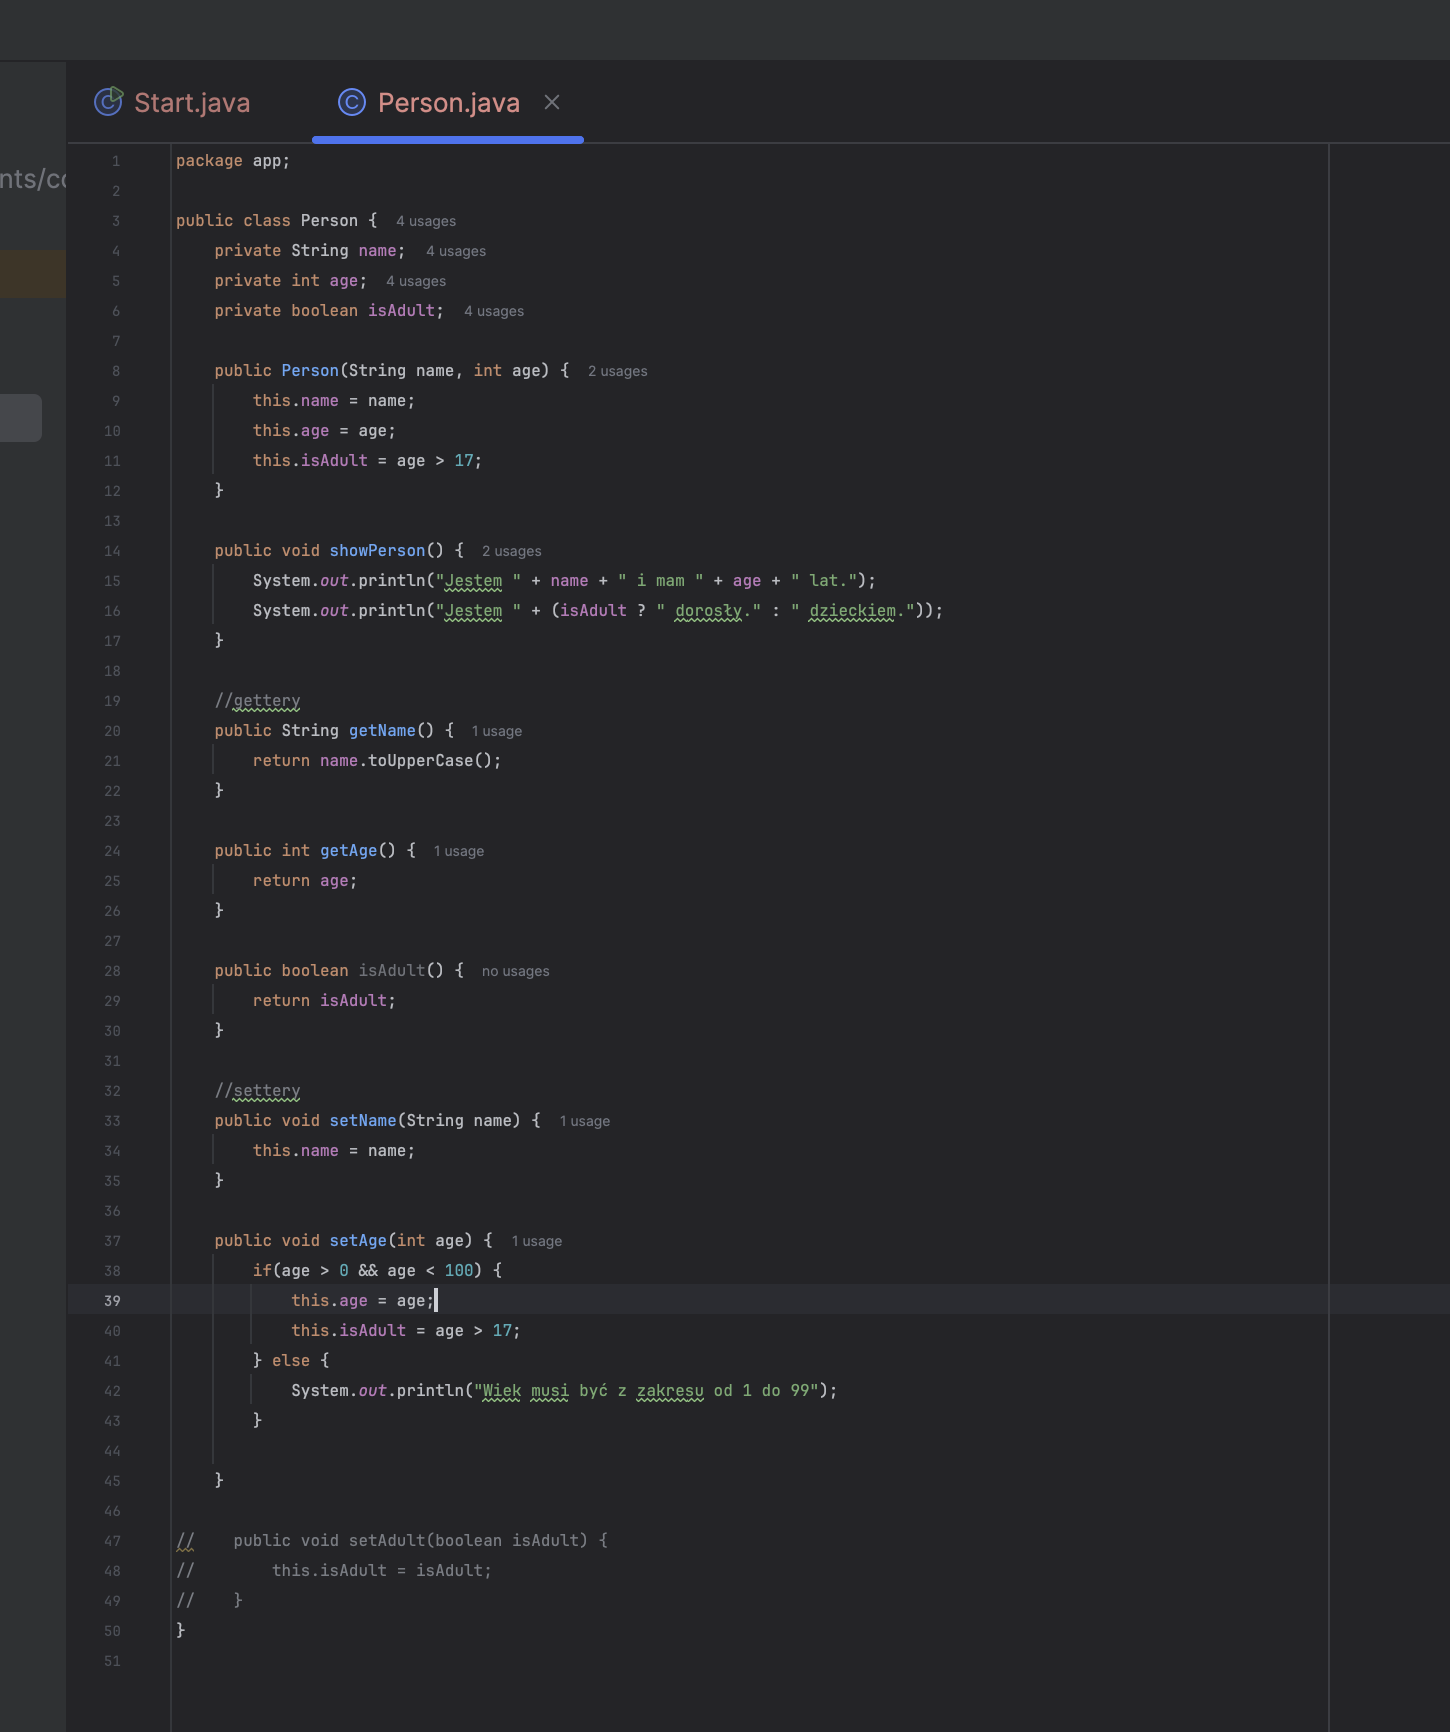 Start.java
Person.java
nts/co
1 package app;
2
3 public class Person { 4 usages
4     private String name; 4 usages
5     private int age; 4 usages
6     private boolean isAdult; 4 usages
7
8     public Person(String name, int age) { 2 usages
9         this.name = name;
10         this.age = age;
11         this.isAdult = age > 17;
12     }
13
14     public void showPerson() { 2 usages
15         System.out.println("Jestem " + name + " i mam " + age + " lat.");
16         System.out.println("Jestem " + (isAdult ? " dorosły." : " dzieckiem."));
17     }
18
19     //gettery
20     public String getName() { 1 usage
21         return name.toUpperCase();
22     }
23
24     public int getAge() { 1 usage
25         return age;
26     }
27
28     public boolean isAdult() { no usages
29         return isAdult;
30     }
31
32     //settery
33     public void setName(String name) { 1 usage
34         this.name = name;
35     }
36
37     public void setAge(int age) { 1 usage
38         if(age > 0 && age < 100) {
39             this.age = age;
40             this.isAdult = age > 17;
41         } else {
42             System.out.println("Wiek musi być z zakresu od 1 do 99");
43         }
44
45     }
46
47 //    public void setAdult(boolean isAdult) {
48 //        this.isAdult = isAdult;
49 //    }
50 }
51